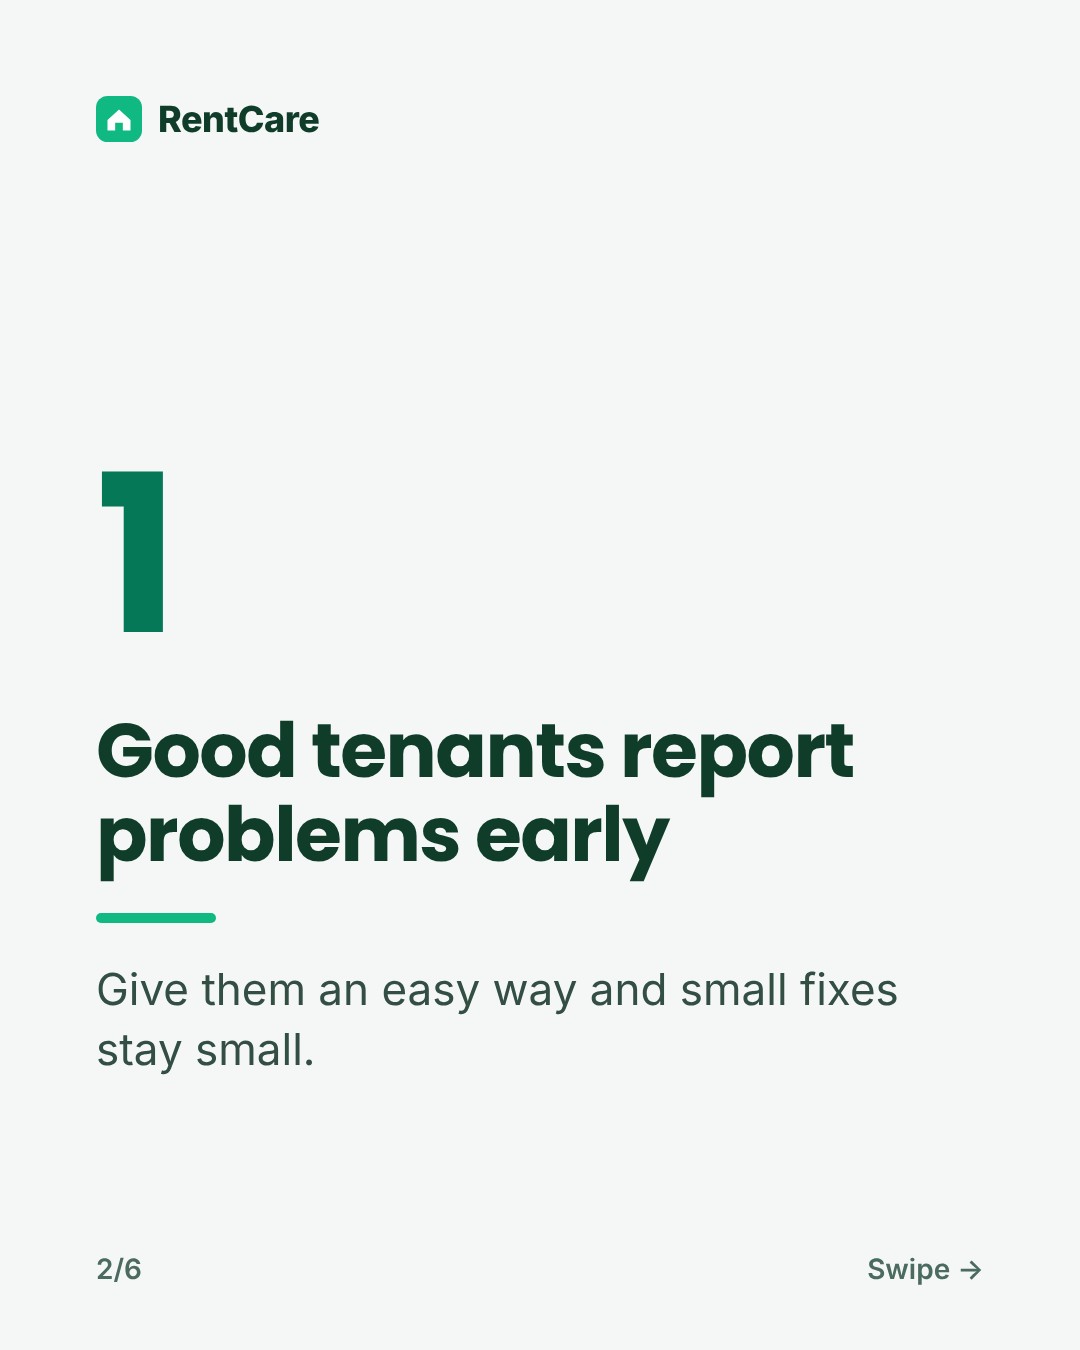 RentCare
1
Good tenants report
problems early
Give them an easy way and small fixes
stay small.
2/6
Swipe →